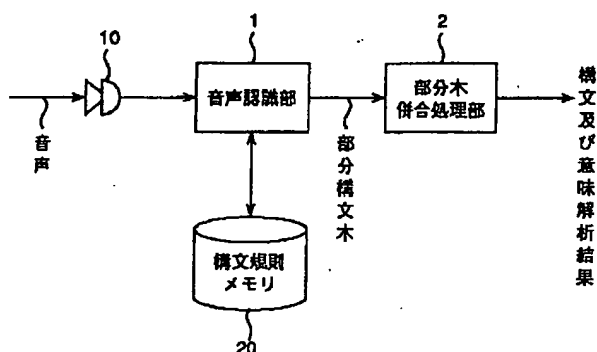 10
1
2
音声認識部
部分木
併合処理部
音声
部分構文木
構文及び意味解析結果
構文規則
メモリ
20